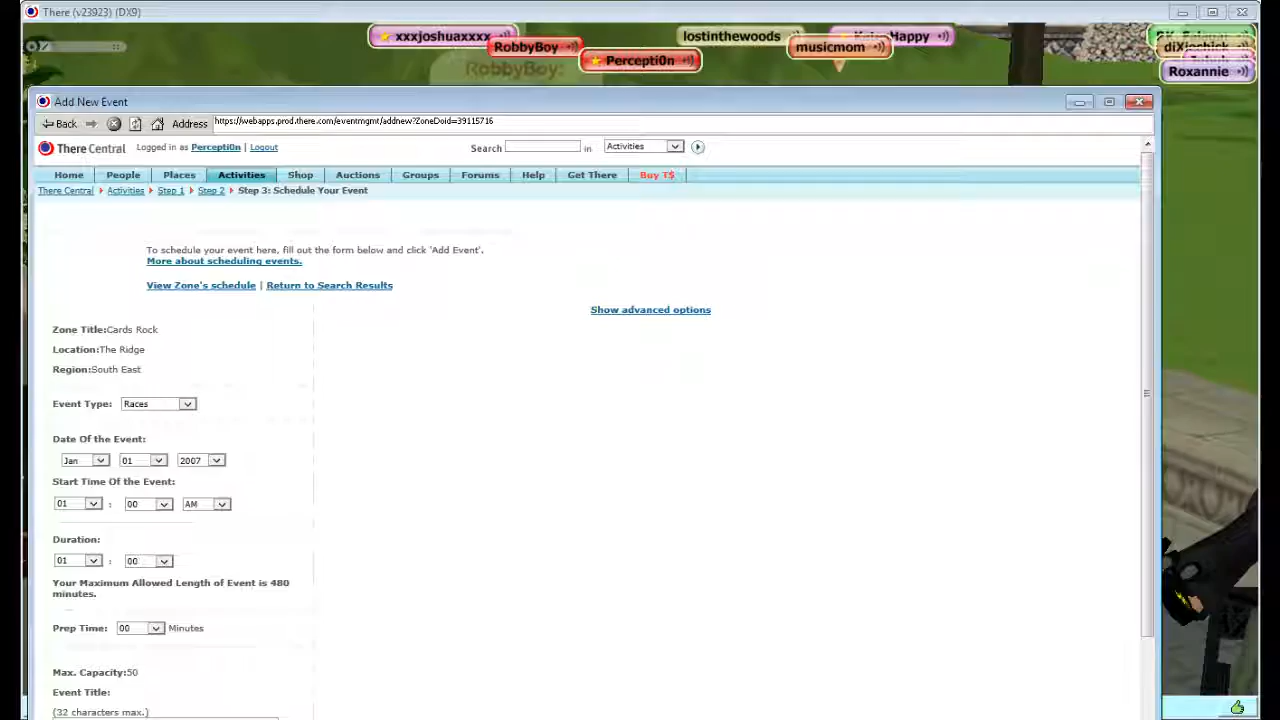 There (v23923) (DX9)
xxxjoshuaxxxx
RobbyBoy
Percepti0n
lostinthewoods
musicmom
Happy
diXiechick
Roxannie
RobbyBoy:
Add New Event
Back
Address
https://webapps.prod.there.com/eventmgmt/addnew?ZoneDoid=39115716
There Central
Logged in as Percepti0n | Logout
Search
in
Activities
Home
People
Places
Activities
Shop
Auctions
Groups
Forums
Help
Get There
Buy T$
There Central
Activities
Step 1
Step 2
Step 3: Schedule Your Event
To schedule your event here, fill out the form below and click 'Add Event'.
More about scheduling events.
View Zone's schedule | Return to Search Results
Show advanced options
Zone Title:Cards Rock
Location:The Ridge
Region:South East
Event Type: Races
Date Of the Event:
Jan 01 2007
Start Time Of the Event:
01 : 00 AM
Duration:
01 : 00
Your Maximum Allowed Length of Event is 480
minutes.
Prep Time: 00 Minutes
Max. Capacity:50
Event Title:
(32 characters max.)